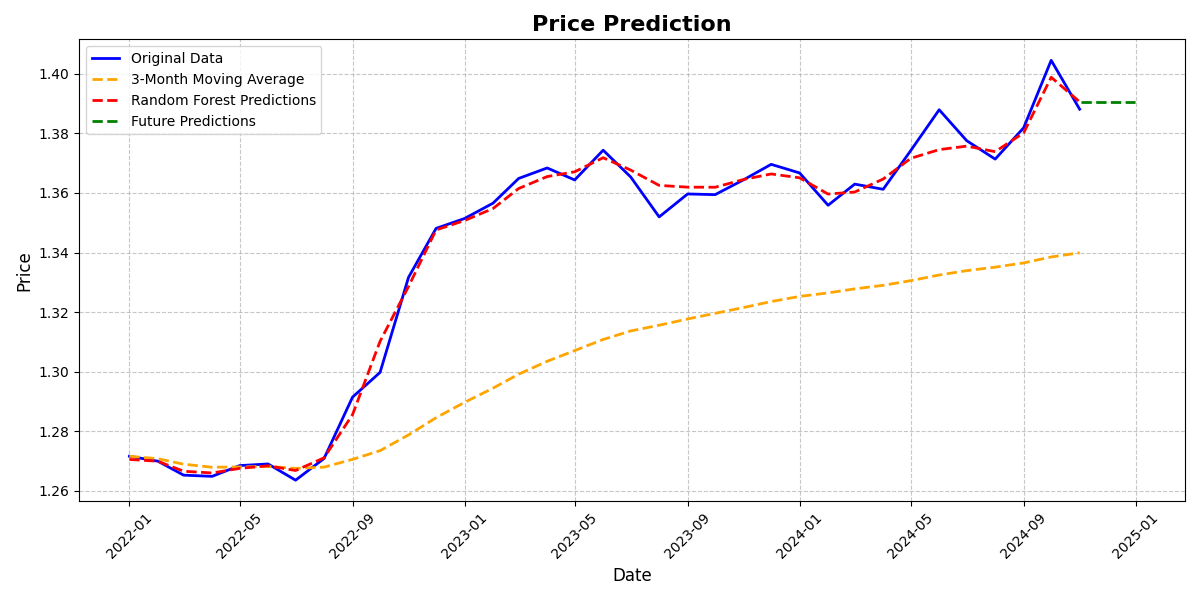 Price Prediction
Original Data
3-Month Moving Average
Random Forest Predictions
Future Predictions
Price
1.40
1.38
1.36
1.34
1.32
1.30
1.28
1.26
2022-01
2022-05
2022-09
2023-01
2023-05
2023-09
2024-01
2024-05
2024-09
2025-01
Date